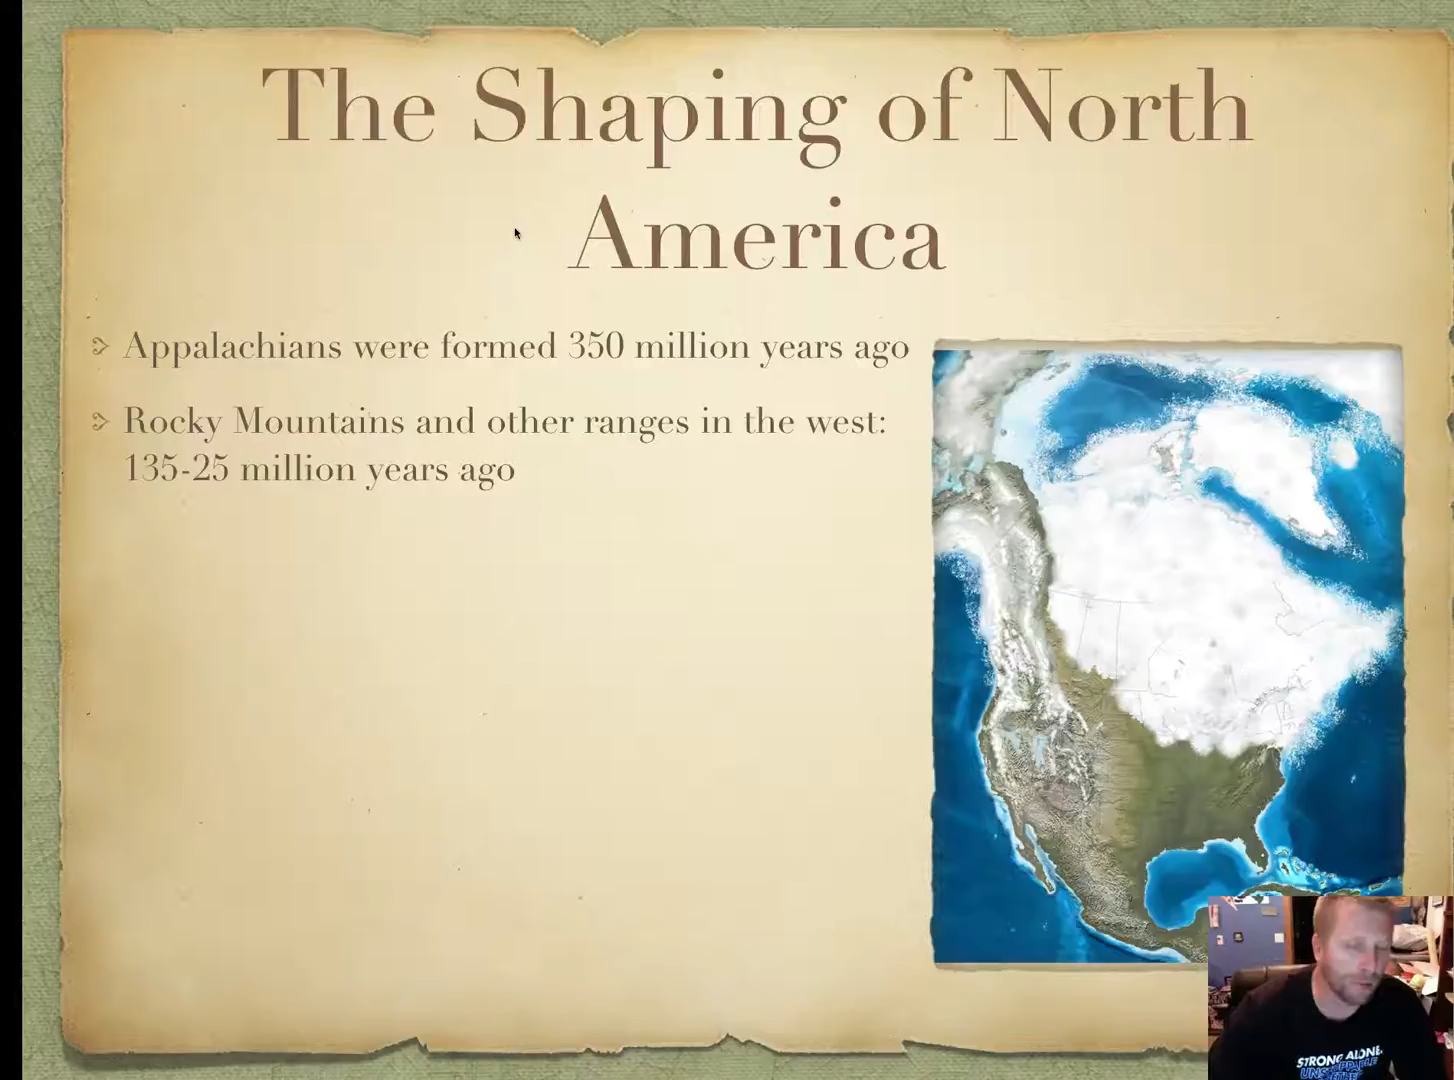 The Shaping of North
America
Appalachians were formed 350 million years ago
Rocky Mountains and other ranges in the west:
135-25 million years ago
STRONG ALONE.
UNSTOPPABLE